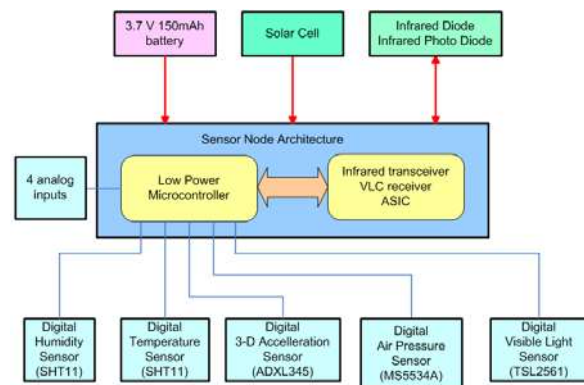 3.7 V 150mAh
battery
Solar Cell
Infrared Diode
Infrared Photo Diode
Sensor Node Architecture
4 analog
inputs
Low Power
Microcontroller
Infrared transceiver
VLC receiver
ASIC
Digital
Humidity
Sensor
(SHT11)
Digital
Temperature
Sensor
(SHT11)
Digital
3-D Accelleration
Sensor
(ADXL345)
Digital
Air Pressure
Sensor
(MS5534A)
Digital
Visible Light
Sensor
(TSL2561)